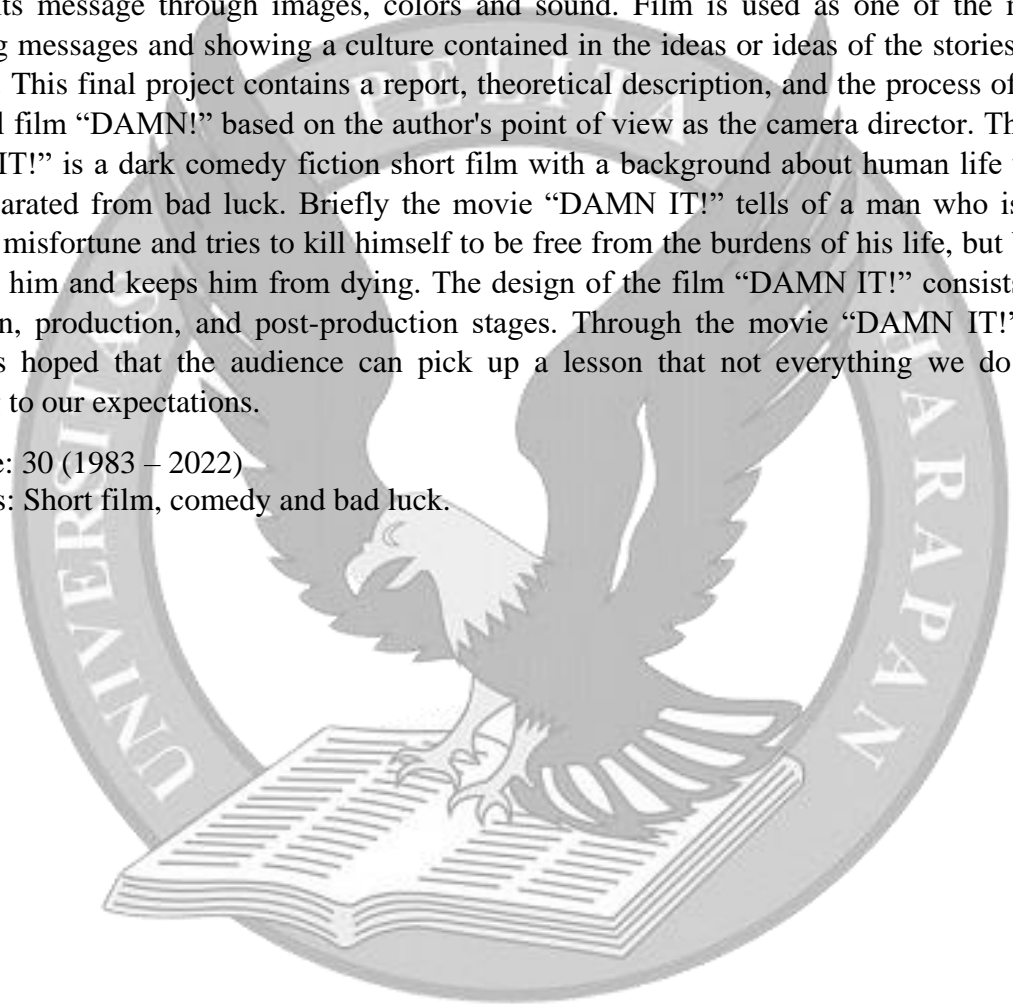 ts message through images, colors and sound. Film is used as one of the
g messages and showing a culture contained in the ideas or ideas of the stories
This final project contains a report, theoretical description, and the process of
l film “DAMN!” based on the author's point of view as the camera director. Th
IT!” is a dark comedy fiction short film with a background about human life
arated from bad luck. Briefly the movie “DAMN IT!” tells of a man who is
misfortune and tries to kill himself to be free from the burdens of his life, but
him and keeps him from dying. The design of the film “DAMN IT!” consists
n, production, and post-production stages. Through the movie “DAMN IT!”
s hoped that the audience can pick up a lesson that not everything we do
to our expectations.
e: 30 (1983 – 2022)
s: Short film, comedy and bad luck.
UNIVERSITAS PELITA HARAPAN